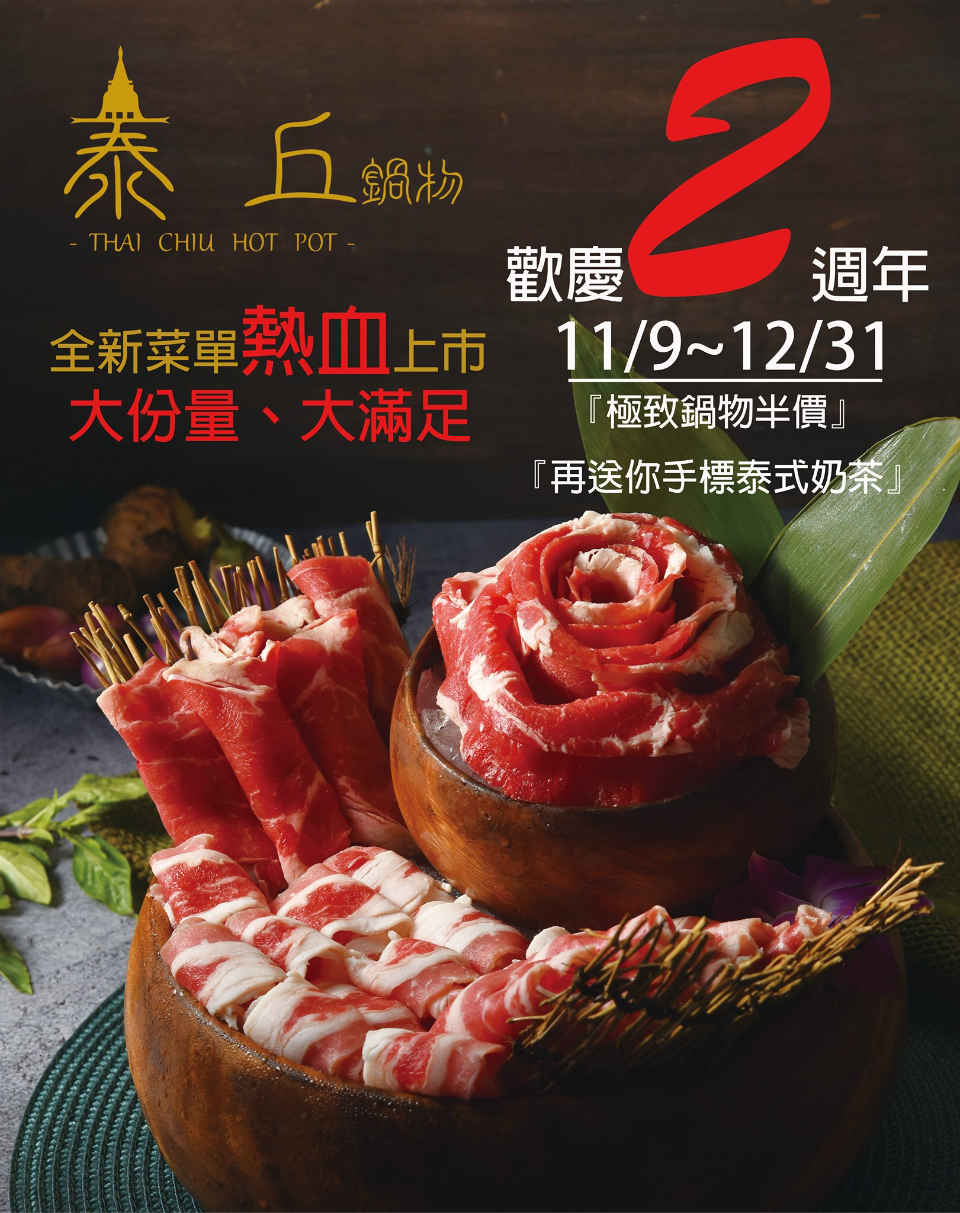 泰丘鍋物
- THAI CHIU HOT POT -
歡慶2週年
11/9~12/31
『極致鍋物半價』
『再送你手標泰式奶茶』
全新菜單熱血上市
大份量、大滿足